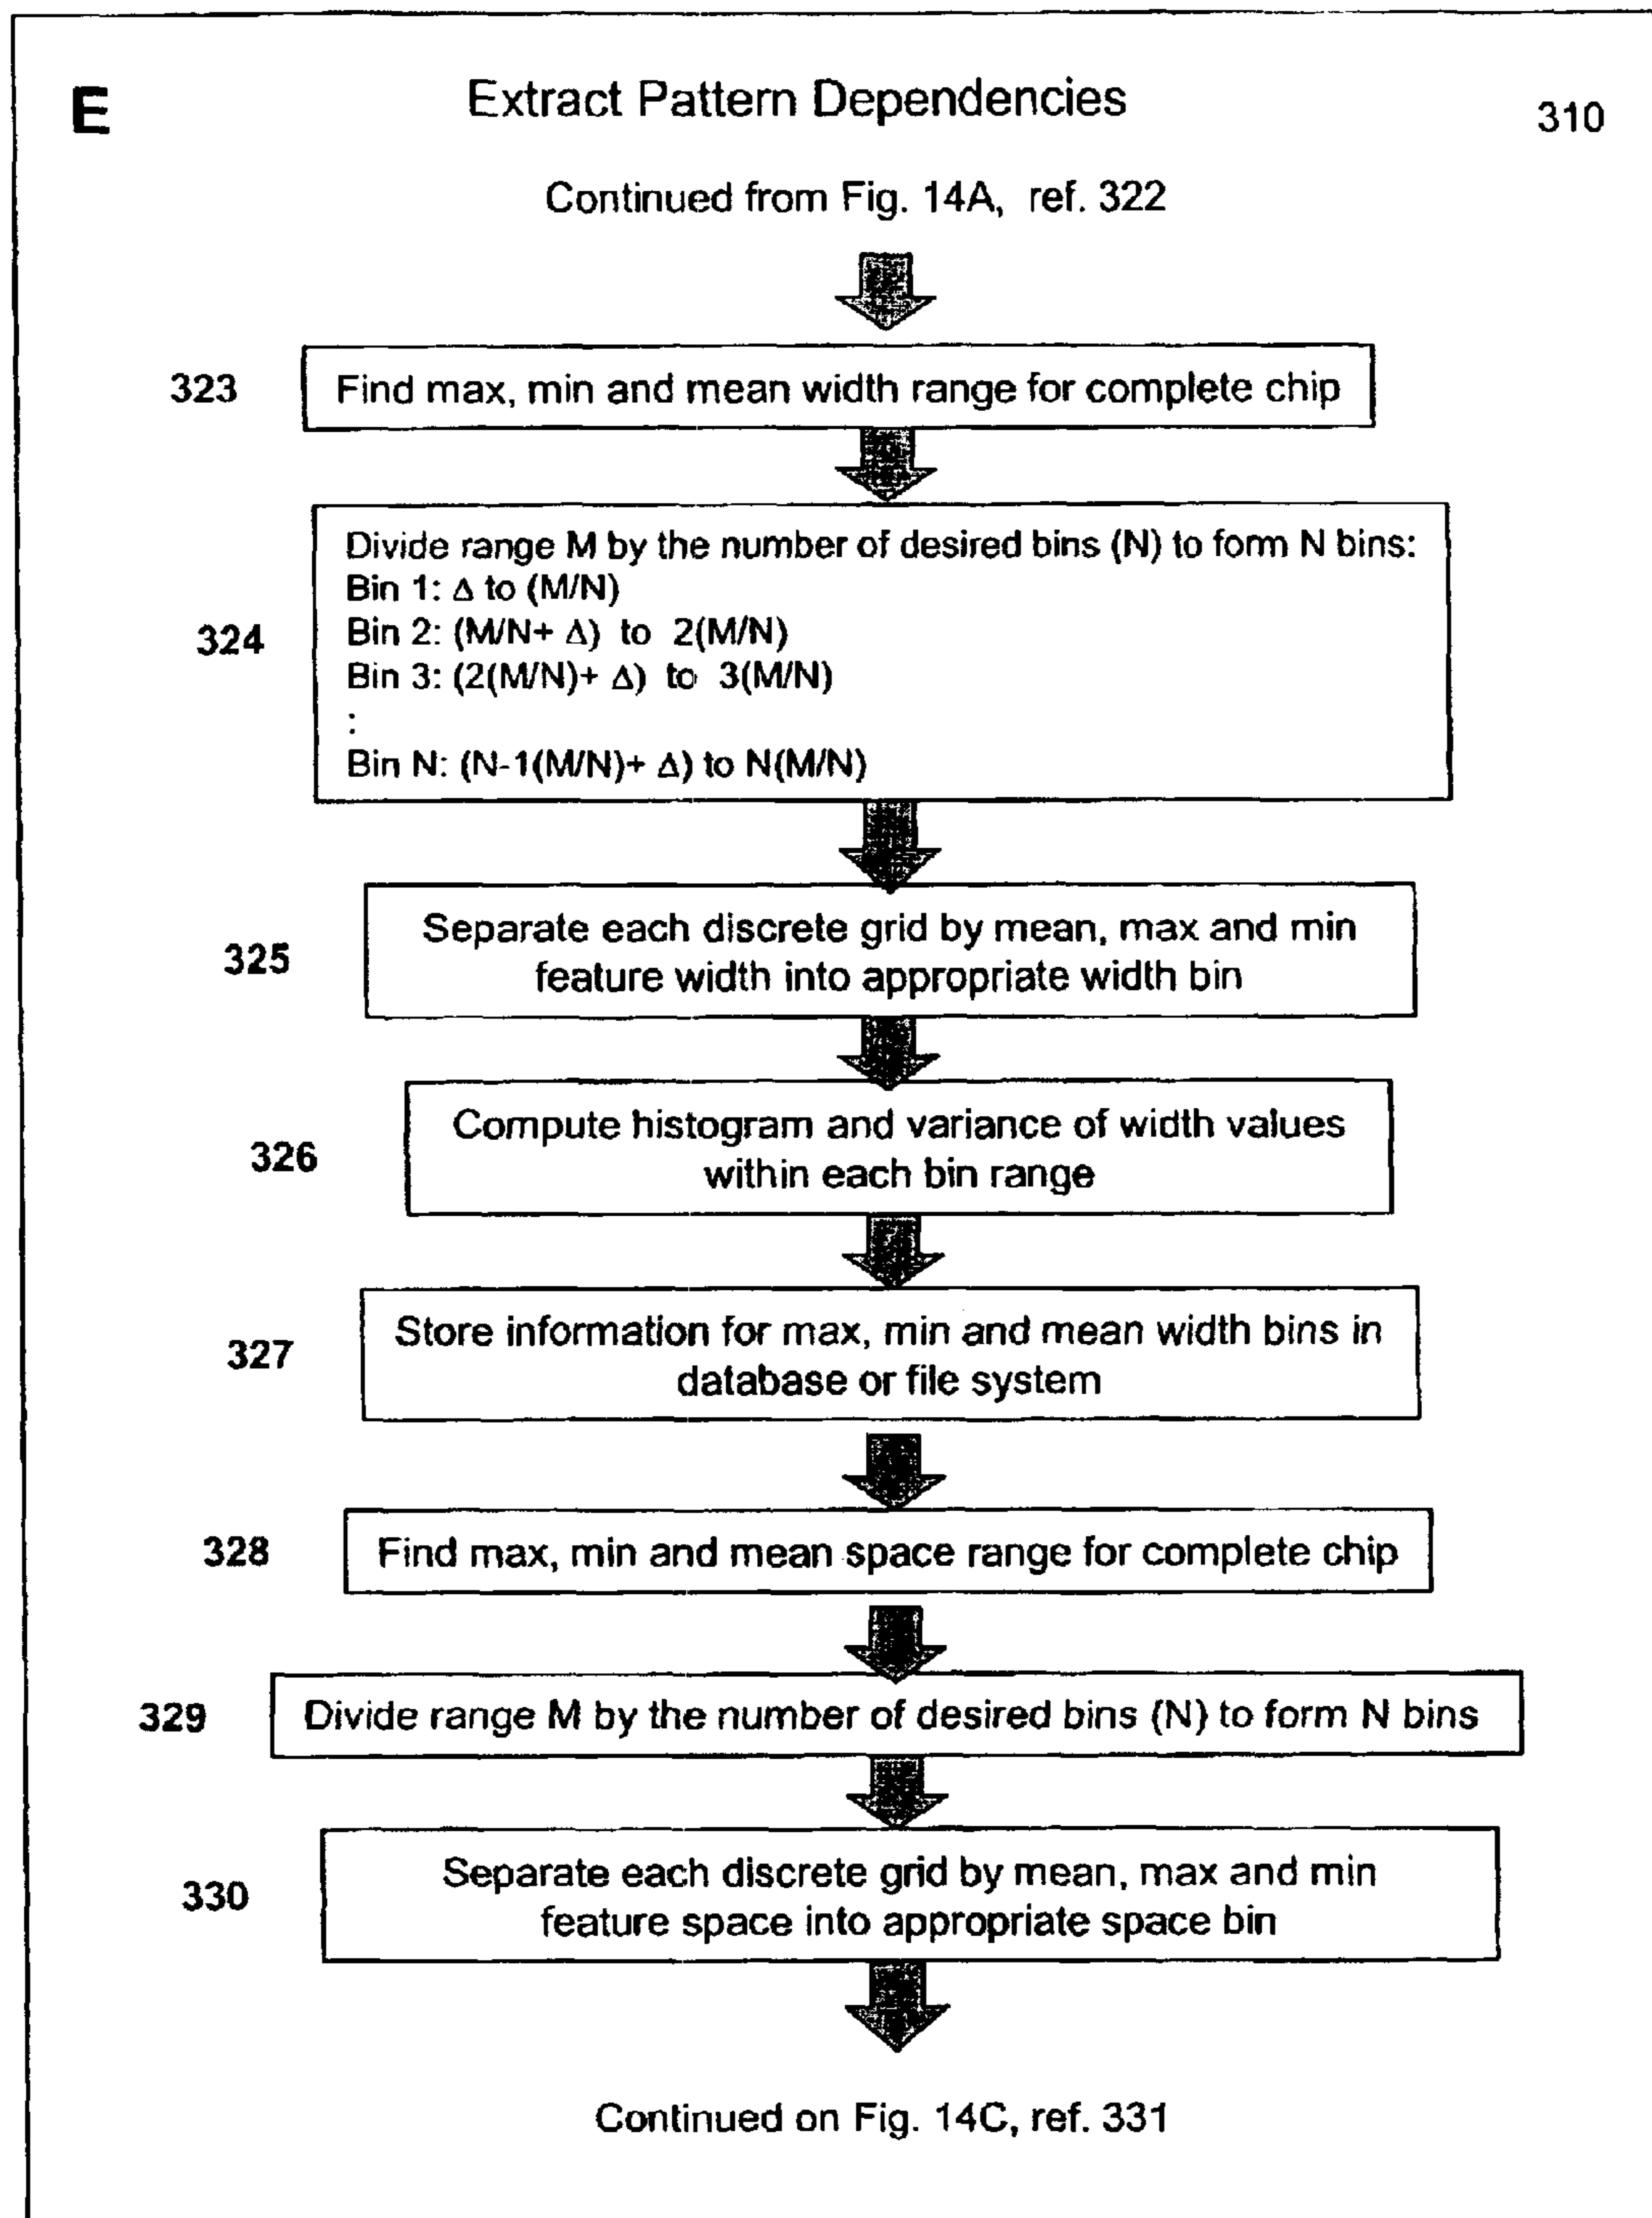 E
Extract Pattern Dependencies
310
Continued from Fig. 14A, ref. 322
323
Find max, min and mean width range for complete chip
324
Divide range M by the number of desired bins (N) to form N bins:
Bin 1: Δ to (M/N)
Bin 2: (M/N+ Δ) to 2(M/N)
Bin 3: (2(M/N)+ Δ) to 3(M/N)
:
Bin N: (N-1(M/N)+ Δ) to N(M/N)
325
Separate each discrete grid by mean, max and min
feature width into appropriate width bin
326
Compute histogram and variance of width values
within each bin range
327
Store information for max, min and mean width bins in
database or file system
328
Find max, min and mean space range for complete chip
329
Divide range M by the number of desired bins (N) to form N bins
330
Separate each discrete grid by mean, max and min
feature space into appropriate space bin
Continued on Fig. 14C, ref. 331